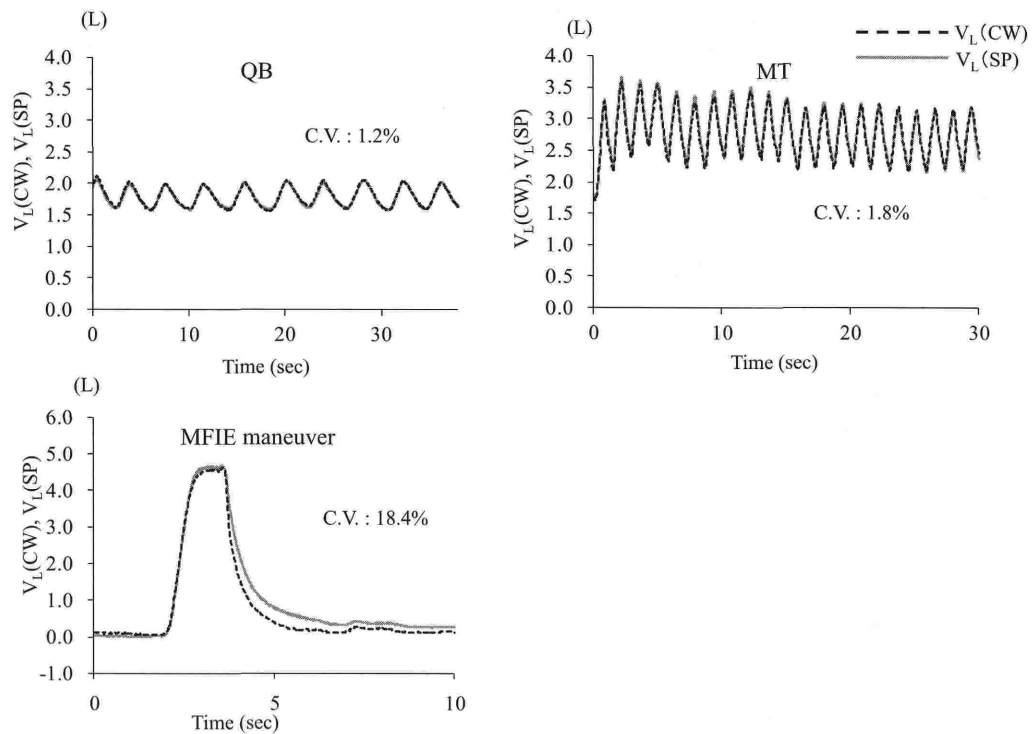 (L)
QB
C.V. : 1.2%
V_L(CW), V_L(SP)
4.0
3.5
3.0
2.5
2.0
1.5
1.0
0.5
0.0
0 10 20 30
Time (sec)
(L)
V_L(CW)
V_L(SP)
MT
C.V. : 1.8%
V_L(CW), V_L(SP)
4.0
3.5
3.0
2.5
2.0
1.5
1.0
0.5
0.0
0 10 20 30
Time (sec)
(L)
MFIE maneuver
C.V. : 18.4%
V_L(CW), V_L(SP)
6.0
5.0
4.0
3.0
2.0
1.0
0.0
-1.0
0 5 10
Time (sec)